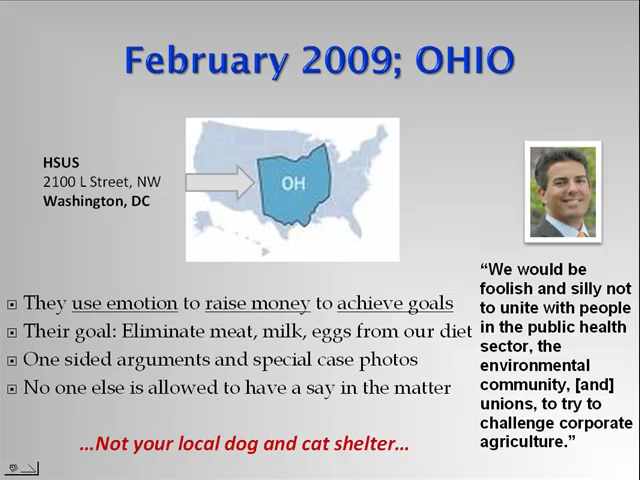 February 2009; OHIO
HSUS
2100 L Street, NW
Washington, DC
OH
They use emotion to raise money to achieve goals
Their goal: Eliminate meat, milk, eggs from our diet
One sided arguments and special case photos
No one else is allowed to have a say in the matter
…Not your local dog and cat shelter…
“We would be
foolish and silly not
to unite with people
in the public health
sector, the
environmental
community, [and]
unions, to try to
challenge corporate
agriculture.”